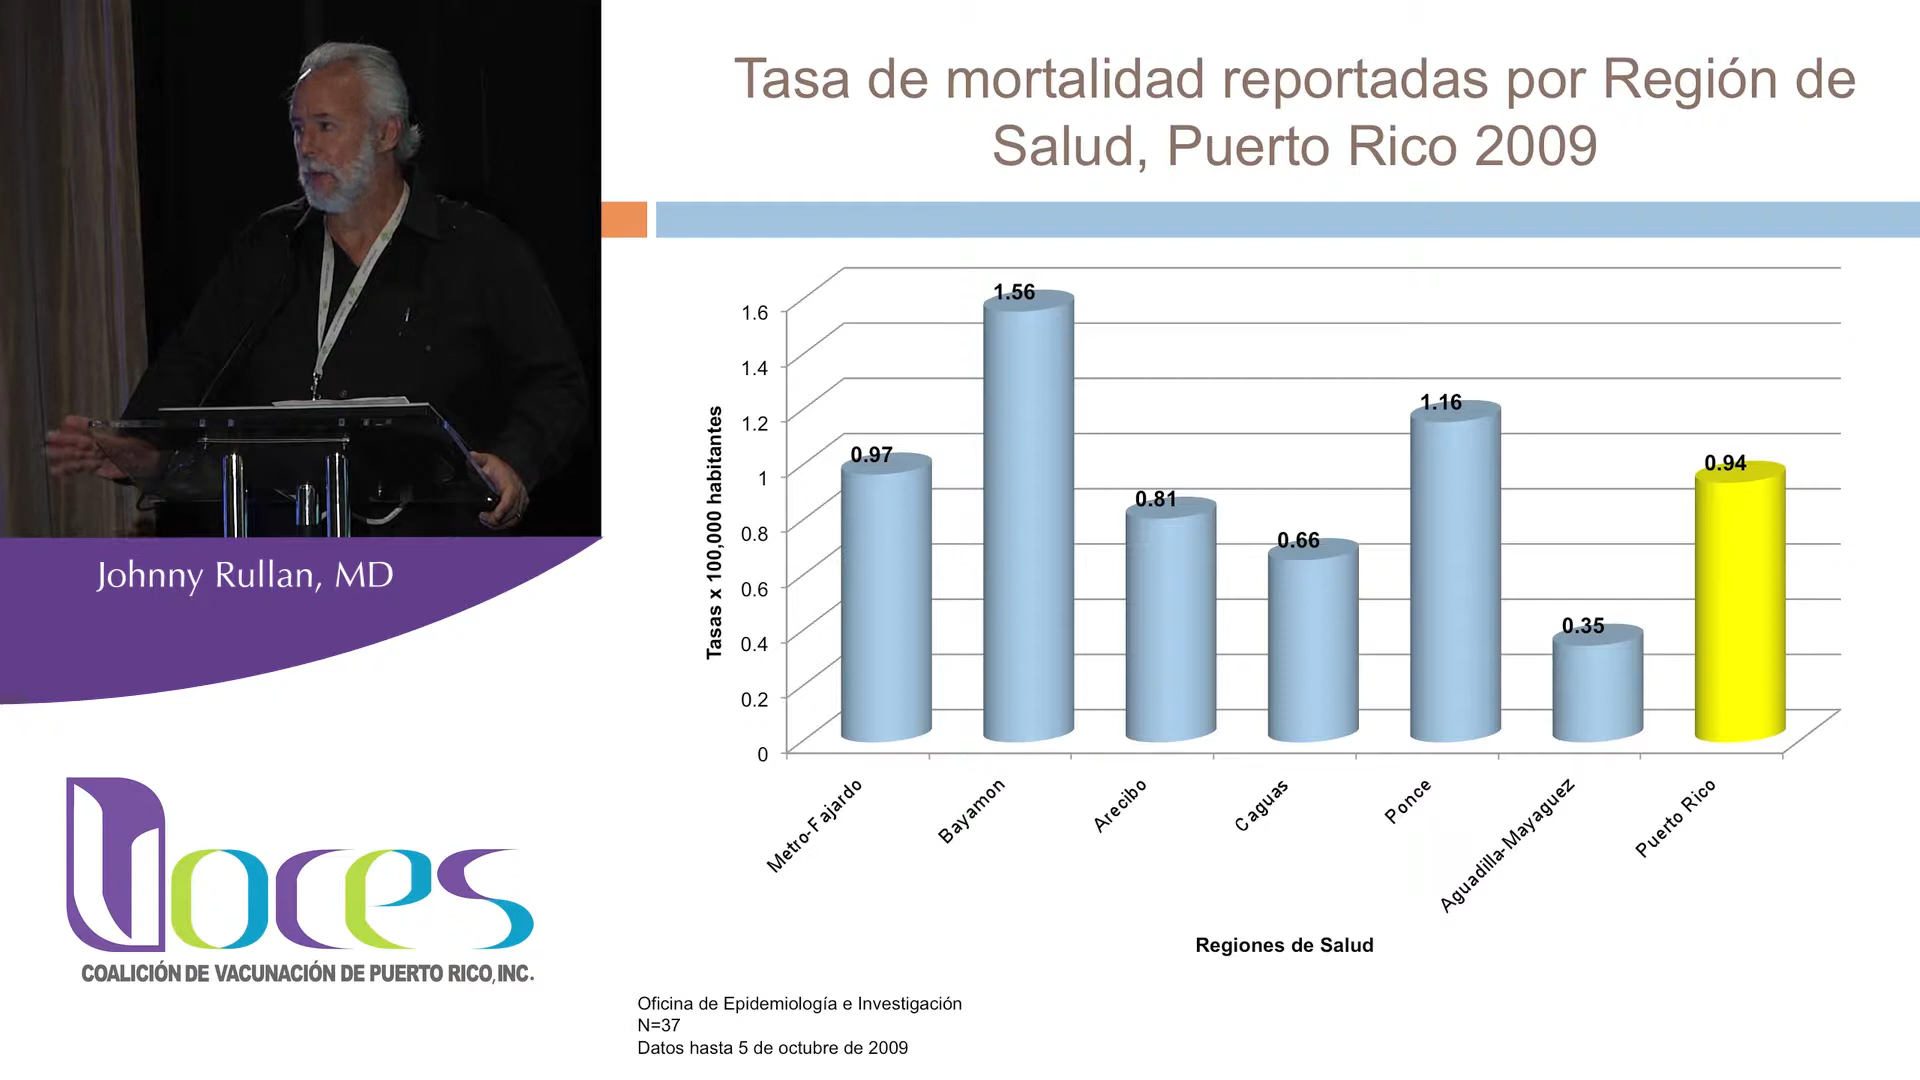 Tasa de mortalidad reportadas por Región de
Salud, Puerto Rico 2009
Johnny Rullan, MD
Voces
COALICIÓN DE VACUNACIÓN DE PUERTO RICO, INC.
Tasas x 100,000 habitantes
1.6
1.4
1.2
1
0.8
0.6
0.4
0.2
0
0.97
1.56
0.81
0.66
1.16
0.35
0.94
Metro-Fajardo
Bayamon
Arecibo
Caguas
Ponce
Aguadilla-Mayaguez
Puerto Rico
Regiones de Salud
Oficina de Epidemiología e Investigación
N=37
Datos hasta 5 de octubre de 2009